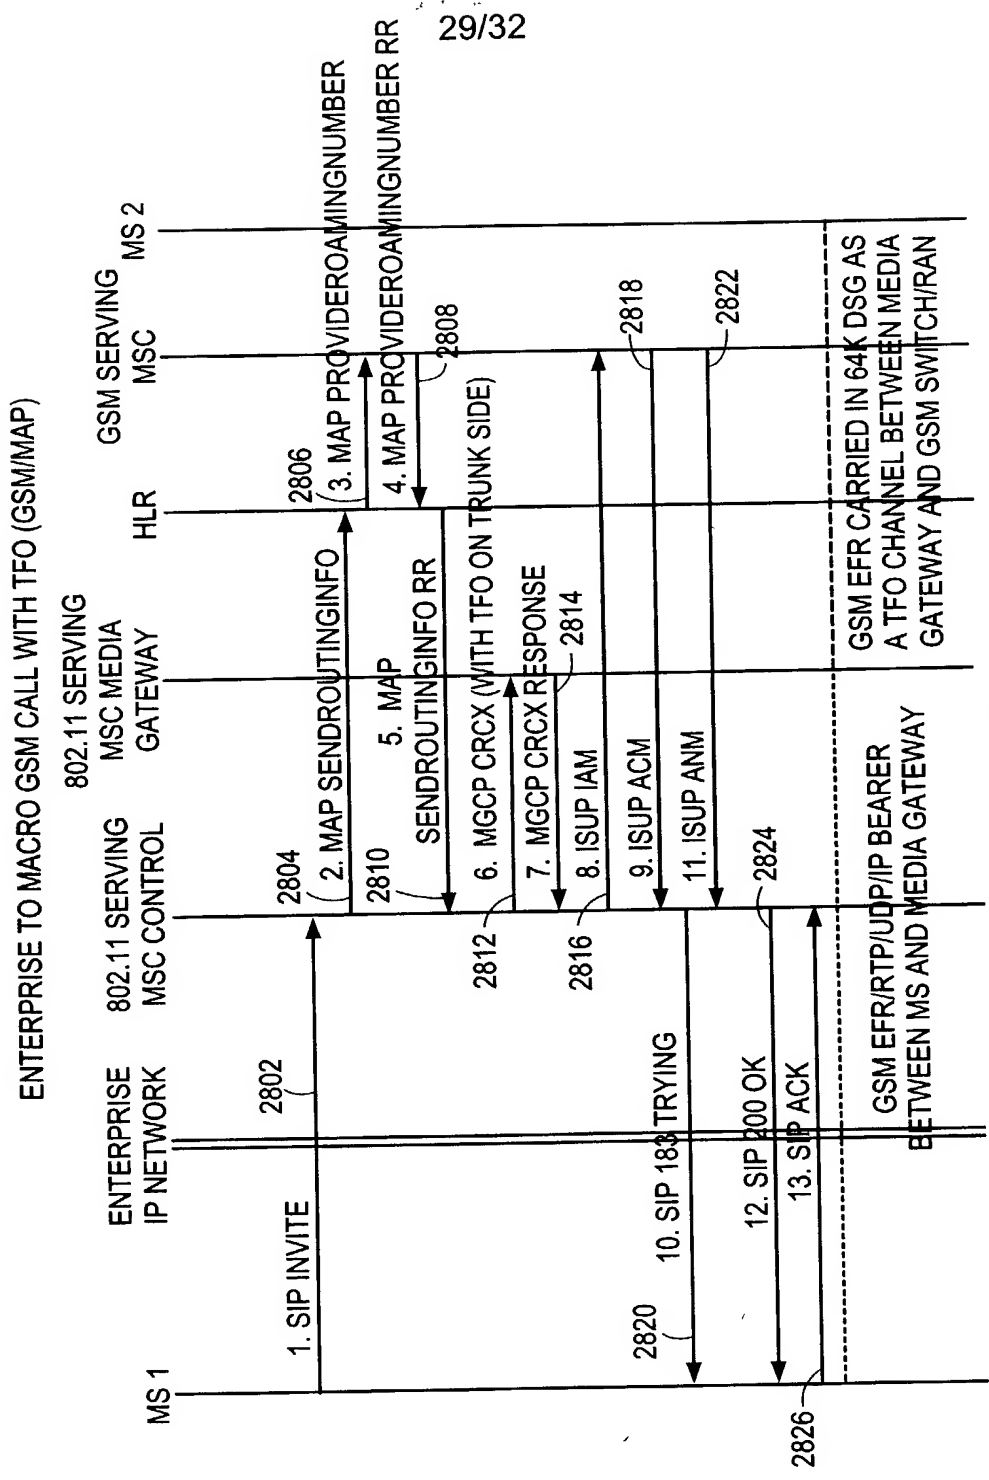 29/32
ENTERPRISE TO MACRO GSM CALL WITH TFO (GSM/MAP)
MS 1
ENTERPRISE
IP NETWORK
802.11 SERVING
MSC CONTROL
802.11 SERVING
MSC MEDIA
GATEWAY
HLR
GSM SERVING
MSC
MS 2
1. SIP INVITE
2802
2804
2. MAP SENDROUTINGINFO
2806
3. MAP PROVIDEROAMINGNUMBER
4. MAP PROVIDEROAMINGNUMBER RR
2808
2810
5. MAP
SENDROUTINGINFO RR
6. MGCP CRCX (WITH TFO ON TRUNK SIDE)
2812
7. MGCP CRCX RESPONSE
2814
8. ISUP IAM
2816
9. ISUP ACM
2818
10. SIP 183 TRYING
2820
11. ISUP ANM
2822
12. SIP 200 OK
2824
13. SIP ACK
2826
GSM EFR/RTP/UDP/IP BEARER
BETWEEN MS AND MEDIA GATEWAY
GSM EFR CARRIED IN 64K DSG AS
A TFO CHANNEL BETWEEN MEDIA
GATEWAY AND GSM SWITCH/RAN